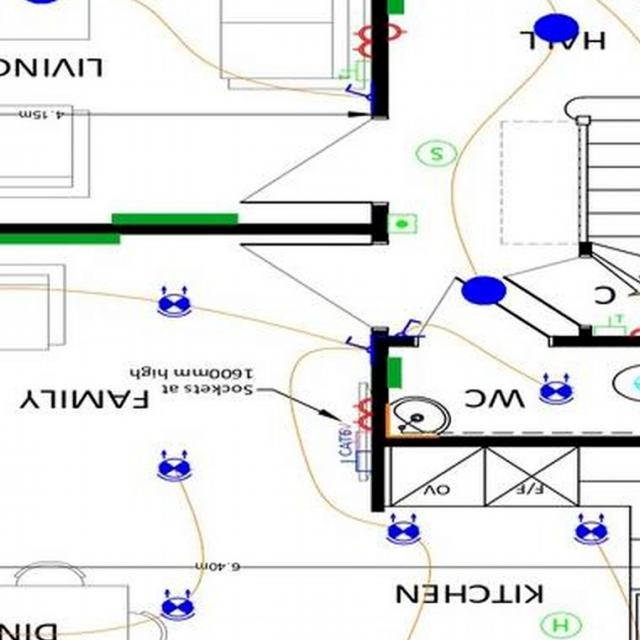 HALL
LIVING
4.15m
S
C
T
T
Sockets at
1600mm high
WC
FAMILY
CAT6
OV
F/F
6.40m
KITCHEN
H
DIN